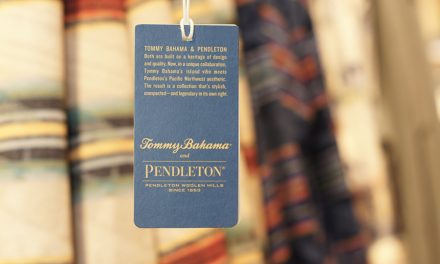 TOMMY BAHAMA & PENDLETON
Both are built on a heritage of design
and quality. Now, in a unique collaboration,
Tommy Bahama's island vibe meets
Pendleton's Pacific Northwest aesthetic.
The result is a collection that's stylish,
unexpected—and legendary in its own right.
Tommy Bahama®
and
PENDLETON®
PENDLETON WOOLEN MILLS
SINCE 1863